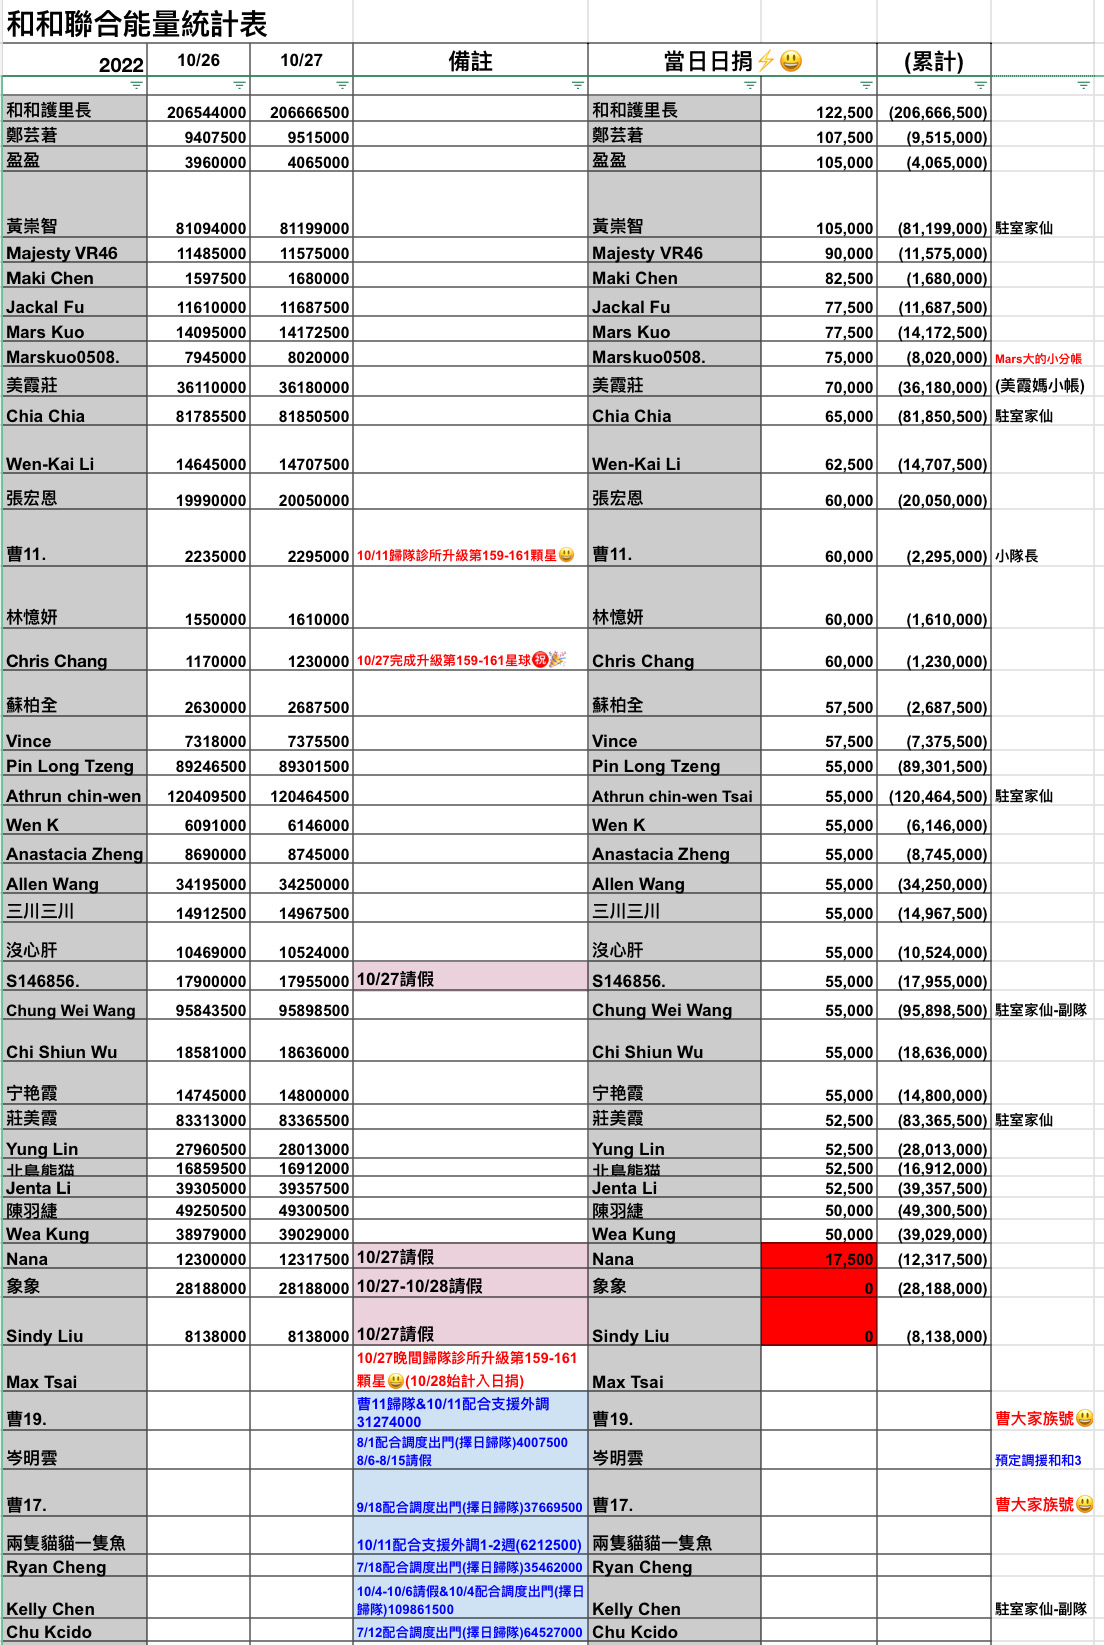 和和聯合能量統計表
2022 10/26 10/27 備註 當日日捐⚡😃 (累計)
和和護里長 206544000 206666500 和和護里長 122,500 (206,666,500)
鄭芸著 9407500 9515000 鄭芸著 107,500 (9,515,000)
盈盈 3960000 4065000 盈盈 105,000 (4,065,000)
黃崇智 81094000 81199000 黃崇智 105,000 (81,199,000) 駐室家仙
Majesty VR46 11485000 11575000 Majesty VR46 90,000 (11,575,000)
Maki Chen 1597500 1680000 Maki Chen 82,500 (1,680,000)
Jackal Fu 11610000 11687500 Jackal Fu 77,500 (11,687,500)
Mars Kuo 14095000 14172500 Mars Kuo 77,500 (14,172,500)
Marskuo0508. 7945000 8020000 Marskuo0508. 75,000 (8,020,000) Mars大的小分帳
美霞莊 36110000 36180000 美霞莊 70,000 (36,180,000) (美霞媽小帳)
Chia Chia 81785500 81850500 Chia Chia 65,000 (81,850,500) 駐室家仙
Wen-Kai Li 14645000 14707500 Wen-Kai Li 62,500 (14,707,500)
張宏恩 19990000 20050000 張宏恩 60,000 (20,050,000)
曹11. 2235000 2295000 10/11歸隊診所升級第159-161顆星😃 曹11. 60,000 (2,295,000) 小隊長
林憶妍 1550000 1610000 林憶妍 60,000 (1,610,000)
Chris Chang 1170000 1230000 10/27完成升級第159-161星球㊗️🎉 Chris Chang 60,000 (1,230,000)
蘇柏全 2630000 2687500 蘇柏全 57,500 (2,687,500)
Vince 7318000 7375500 Vince 57,500 (7,375,500)
Pin Long Tzeng 89246500 89301500 Pin Long Tzeng 55,000 (89,301,500)
Athrun chin-wen 120409500 120464500 Athrun chin-wen Tsai 55,000 (120,464,500) 駐室家仙
Wen K 6091000 6146000 Wen K 55,000 (6,146,000)
Anastacia Zheng 8690000 8745000 Anastacia Zheng 55,000 (8,745,000)
Allen Wang 34195000 34250000 Allen Wang 55,000 (34,250,000)
三川三川 14912500 14967500 三川三川 55,000 (14,967,500)
沒心肝 10469000 10524000 沒心肝 55,000 (10,524,000)
S146856. 17900000 17955000 10/27請假 S146856. 55,000 (17,955,000)
Chung Wei Wang 95843500 95898500 Chung Wei Wang 55,000 (95,898,500) 駐室家仙-副隊
Chi Shiun Wu 18581000 18636000 Chi Shiun Wu 55,000 (18,636,000)
宁艳霞 14745000 14800000 宁艳霞 55,000 (14,800,000)
莊美霞 83313000 83365500 莊美霞 52,500 (83,365,500) 駐室家仙
Yung Lin 27960500 28013000 Yung Lin 52,500 (28,013,000)
北鳥熊猫 16859500 16912000 北鳥熊猫 52,500 (16,912,000)
Jenta Li 39305000 39357500 Jenta Li 52,500 (39,357,500)
陳羽緁 49250500 49300500 陳羽緁 50,000 (49,300,500)
Wea Kung 38979000 39029000 Wea Kung 50,000 (39,029,000)
Nana 12300000 12317500 10/27請假 Nana 17,500 (12,317,500)
象象 28188000 28188000 10/27-10/28請假 象象 0 (28,188,000)
Sindy Liu 8138000 8138000 10/27請假 Sindy Liu 0 (8,138,000)
10/27晚間歸隊診所升級第159-161
Max Tsai 顆星😃(10/28始計入日捐) Max Tsai
曹11歸隊&10/11配合支援外調
曹19. 31274000 曹19. 曹大家族號😃
8/1配合調度出門(擇日歸隊)4007500
岑明雲 8/6-8/15請假 岑明雲 預定調援和和3
曹17. 9/18配合調度出門(擇日歸隊)37669500 曹17. 曹大家族號😃
兩隻貓貓一隻魚 10/11配合支援外調1-2週(6212500) 兩隻貓貓一隻魚
Ryan Cheng 7/18配合調度出門(擇日歸隊)35462000 Ryan Cheng
10/4-10/6請假&10/4配合調度出門(擇日
Kelly Chen 歸隊)109861500 Kelly Chen 駐室家仙-副隊
Chu Kcido 7/12配合調度出門(擇日歸隊)64527000 Chu Kcido